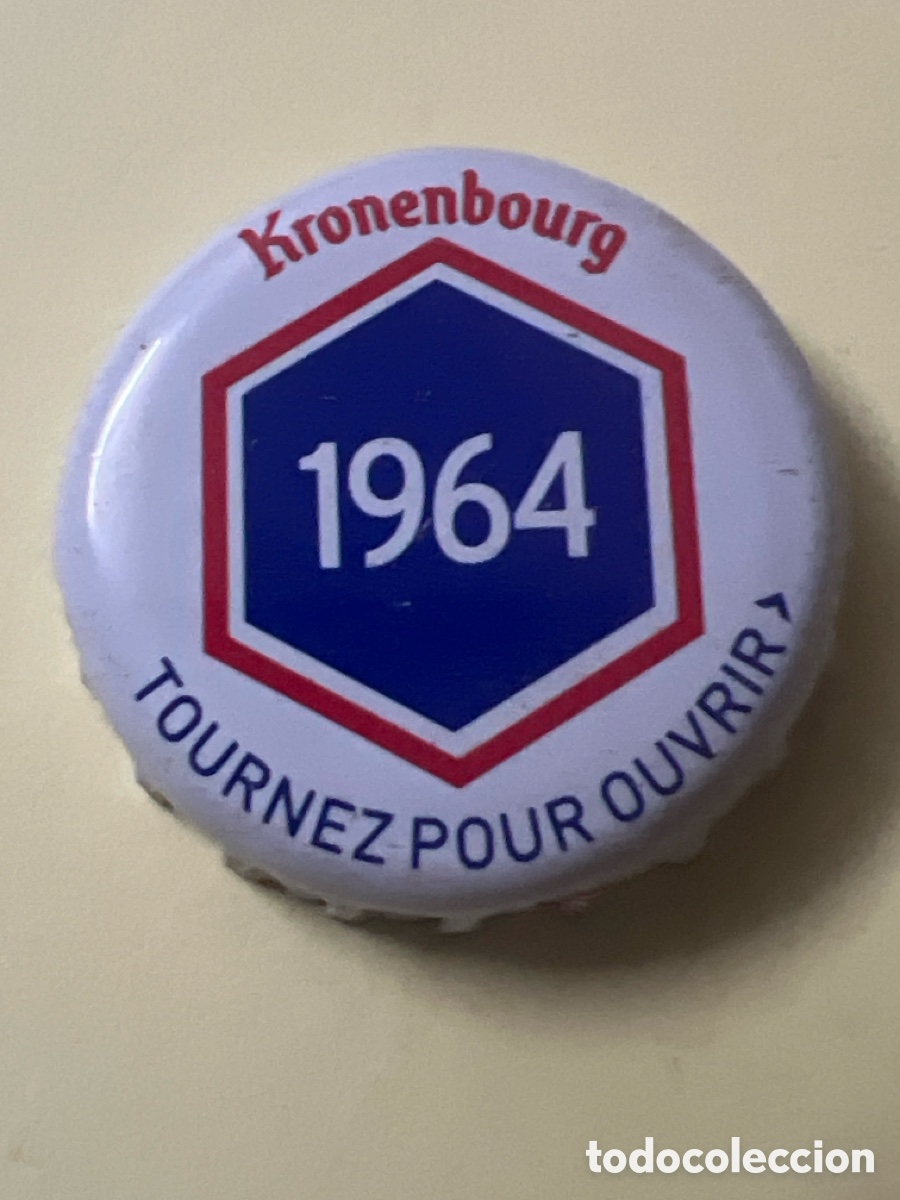 Kronenbourg
1964
TOURNEZ POUR OUVRIR >
todocoleccion